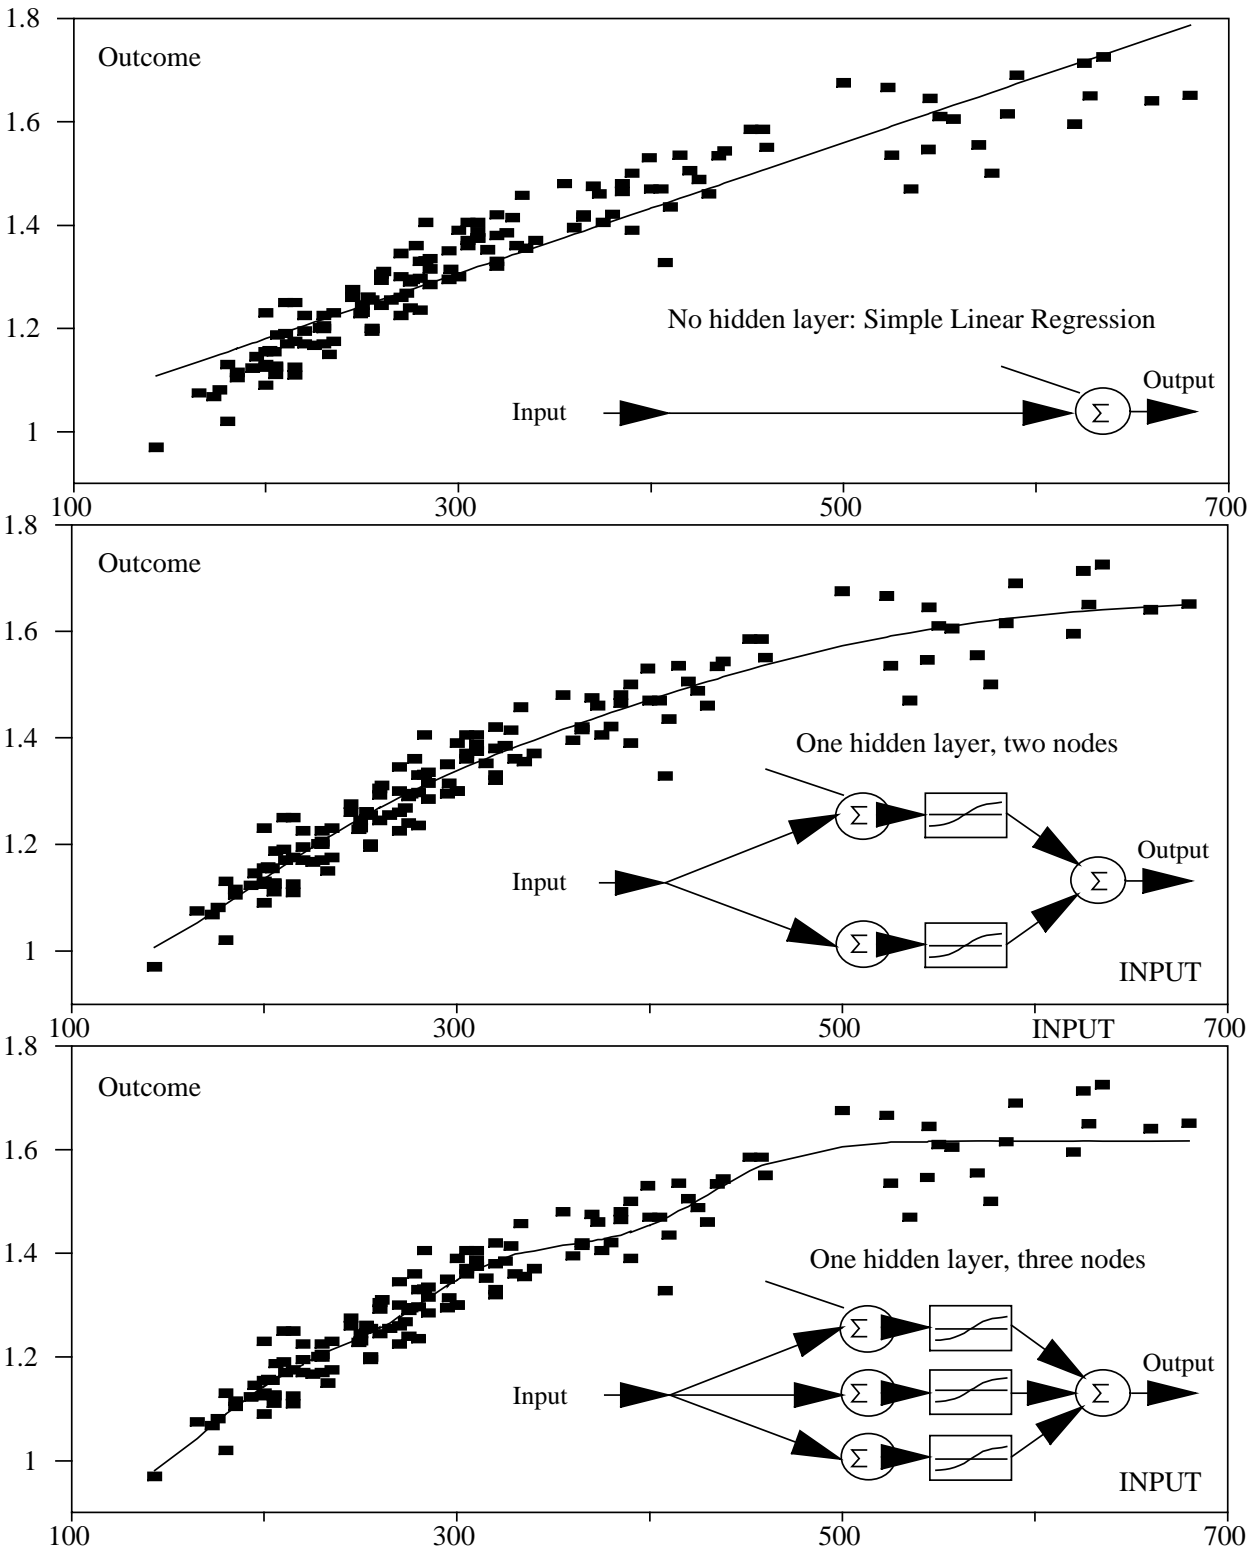 1.8
Outcome
1.6
1.4
1.2
No hidden layer: Simple Linear Regression
Output
Input
Σ
1
100 300 500 700
1.8
Outcome
1.6
1.4
One hidden layer, two nodes
Σ
1.2
Output
Input
Σ
Σ
1
INPUT
100 300 500 INPUT 700
1.8
Outcome
1.6
1.4
One hidden layer, three nodes
Σ
1.2
Output
Input
Σ
Σ
Σ
1
INPUT
100 300 500 700